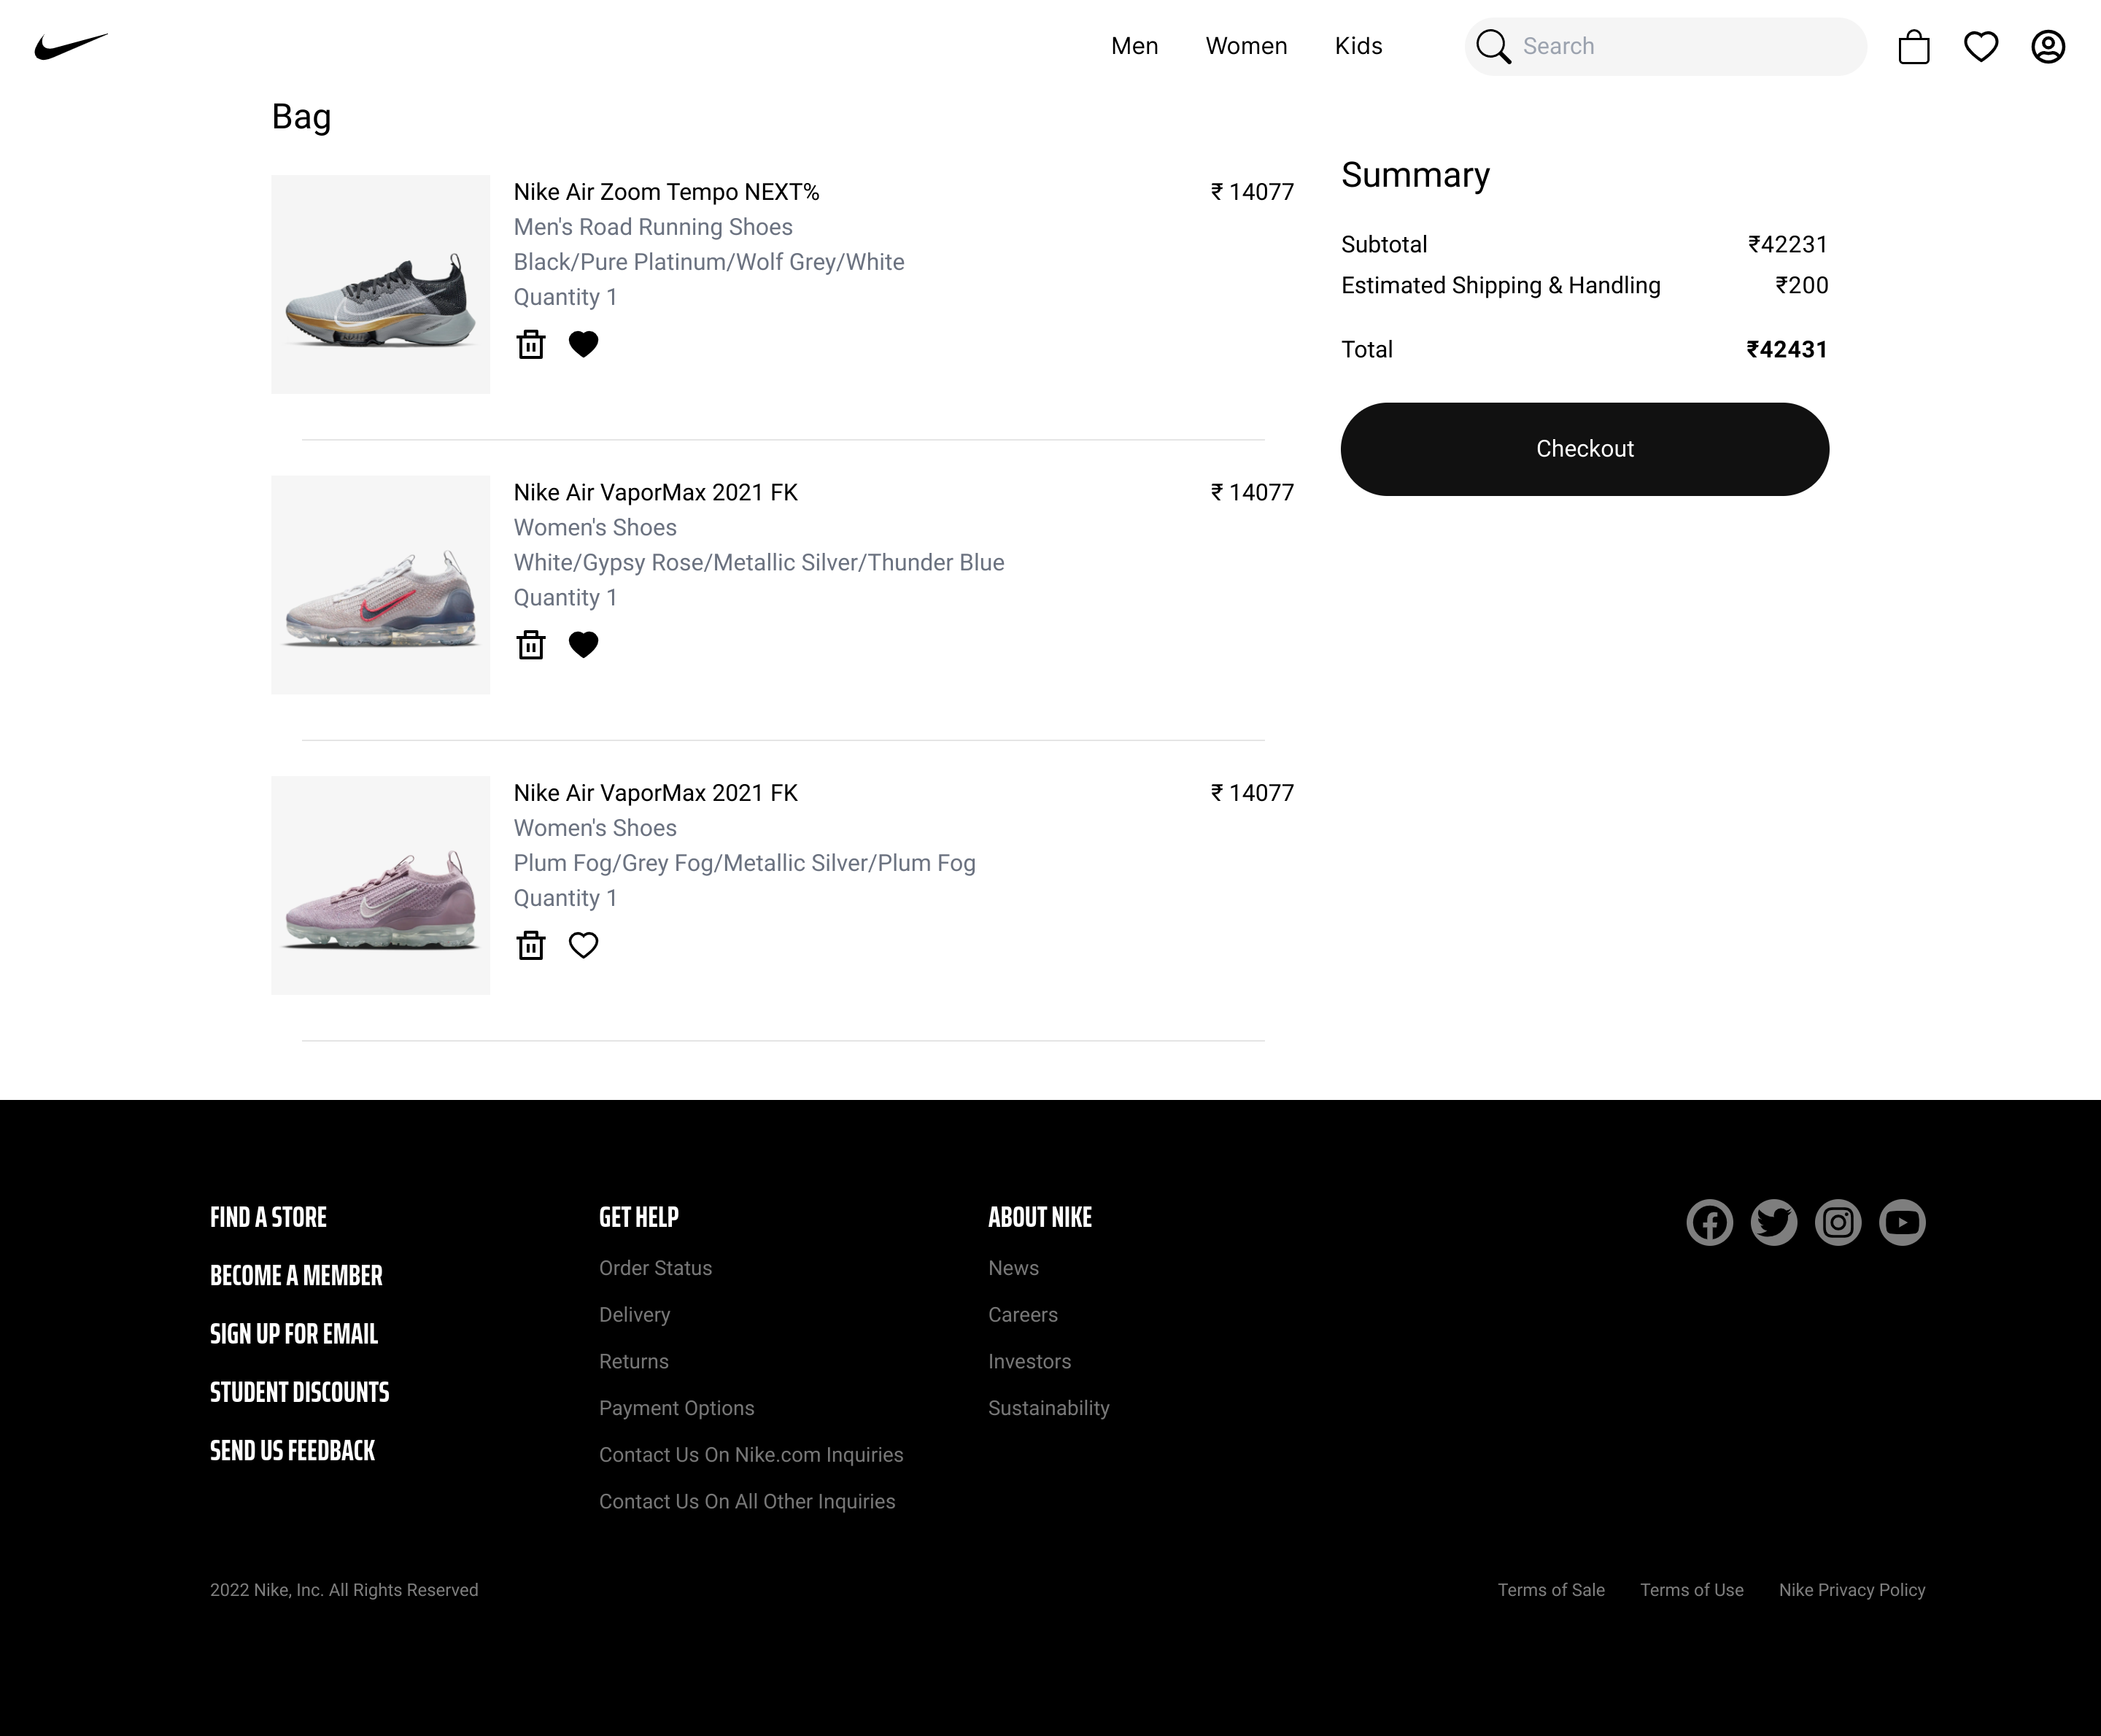 Men Women Kids Search
Bag
Nike Air Zoom Tempo NEXT% ₹ 14077
Men's Road Running Shoes
Black/Pure Platinum/Wolf Grey/White
Quantity 1
Nike Air VaporMax 2021 FK ₹ 14077
Women's Shoes
White/Gypsy Rose/Metallic Silver/Thunder Blue
Quantity 1
Nike Air VaporMax 2021 FK ₹ 14077
Women's Shoes
Plum Fog/Grey Fog/Metallic Silver/Plum Fog
Quantity 1
Summary
Subtotal ₹42231
Estimated Shipping & Handling ₹200
Total ₹42431
Checkout
FIND A STORE
BECOME A MEMBER
SIGN UP FOR EMAIL
STUDENT DISCOUNTS
SEND US FEEDBACK
GET HELP
Order Status
Delivery
Returns
Payment Options
Contact Us On Nike.com Inquiries
Contact Us On All Other Inquiries
ABOUT NIKE
News
Careers
Investors
Sustainability
2022 Nike, Inc. All Rights Reserved
Terms of Sale Terms of Use Nike Privacy Policy